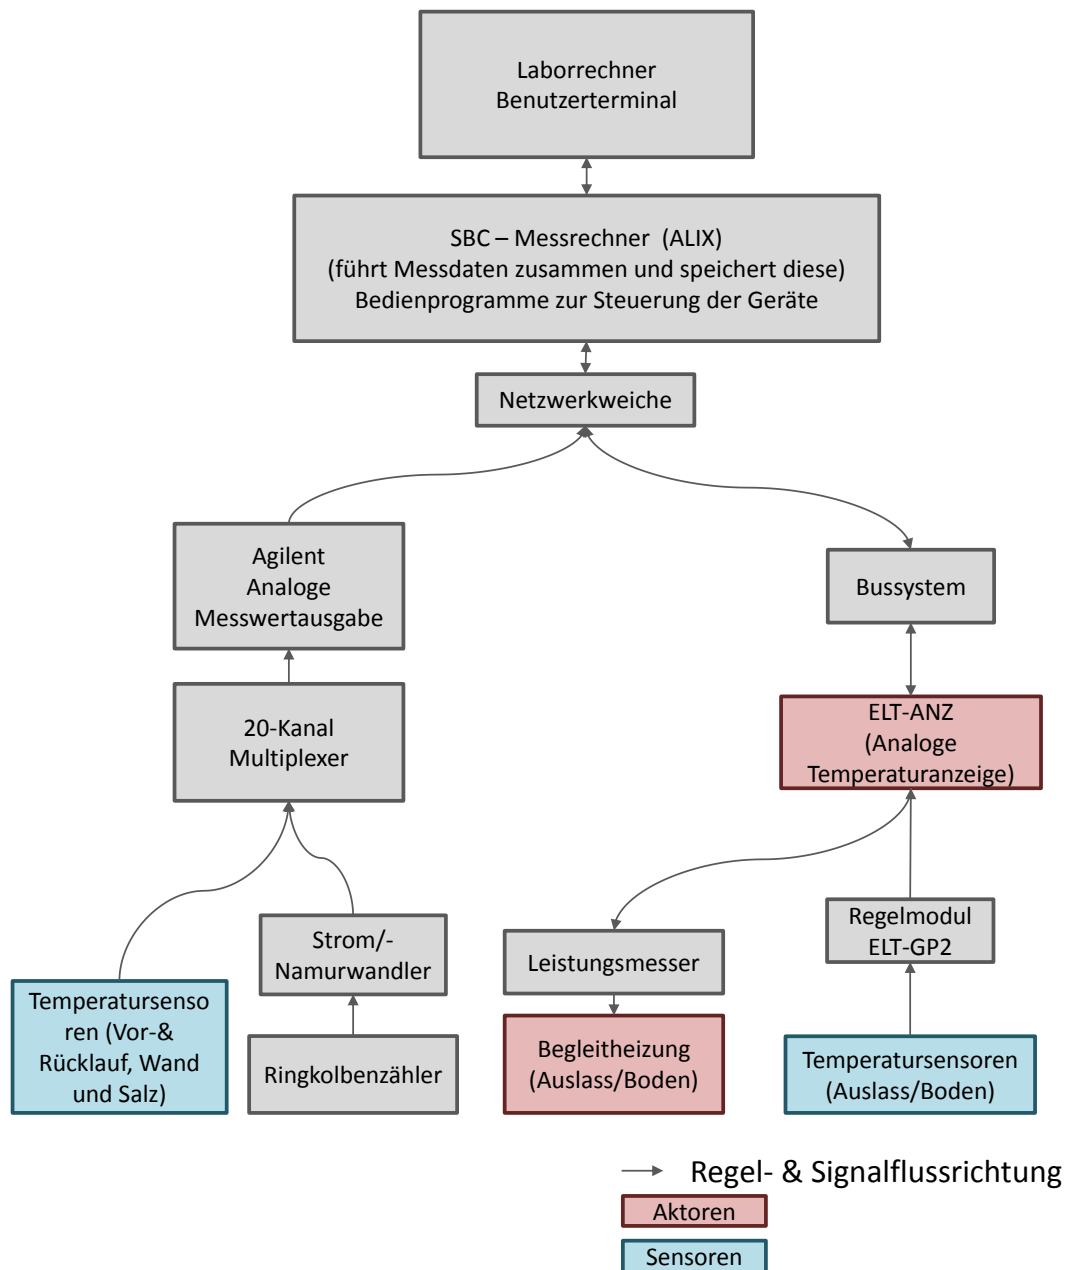 Laborrechner
Benutzerterminal
SBC – Messrechner (ALIX)
(führt Messdaten zusammen und speichert diese)
Bedienprogramme zur Steuerung der Geräte
Netzwerkweiche
Agilent
Analoge
Messwertausgabe
Bussystem
20-Kanal
Multiplexer
ELT-ANZ
(Analoge
Temperaturanzeige)
Strom/-
Namurwandler
Leistungsmesser
Regelmodul
ELT-GP2
Temperatursenso
ren (Vor-&
Rücklauf, Wand
und Salz)
Ringkolbenzähler
Begleitheizung
(Auslass/Boden)
Temperatursensoren
(Auslass/Boden)
Regel- & Signalflussrichtung
Aktoren
Sensoren